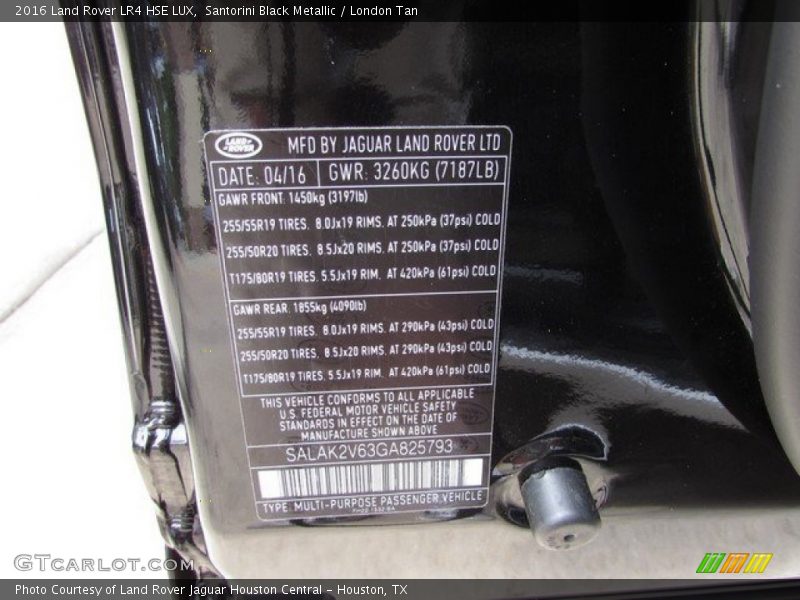 2016 Land Rover LR4 HSE LUX, Santorini Black Metallic / London Tan
LAND ROVER
MFD BY JAGUAR LAND ROVER LTD
DATE: 04/16 GWR: 3260KG (7187LB)
GAWR FRONT: 1450kg (3197lb)
255/55R19 TIRES. 8.0Jx19 RIMS. AT 250kPa (37psi) COLD
255/50R20 TIRES. 8.5Jx20 RIMS. AT 250kPa (37psi) COLD
T175/80R19 TIRES. 5.5Jx19 RIM. AT 420kPa (61psi) COLD
GAWR REAR: 1855kg (4090lb)
255/55R19 TIRES. 8.0Jx19 RIMS. AT 290kPa (43psi) COLD
255/50R20 TIRES. 8.5Jx20 RIMS. AT 290kPa (43psi) COLD
T175/80R19 TIRES. 5.5Jx19 RIM. AT 420kPa (61psi) COLD
THIS VEHICLE CONFORMS TO ALL APPLICABLE
U.S. FEDERAL MOTOR VEHICLE SAFETY
STANDARDS IN EFFECT ON THE DATE OF
MANUFACTURE SHOWN ABOVE
SALAK2V63GA825793
TYPE: MULTI-PURPOSE PASSENGER VEHICLE
GTcarlot.com
Photo Courtesy of Land Rover Jaguar Houston Central – Houston, TX